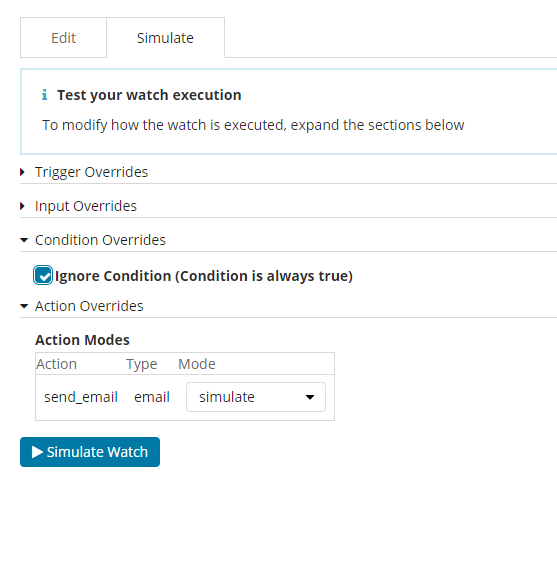 Edit Simulate
Test your watch execution
To modify how the watch is executed, expand the sections below
Trigger Overrides
Input Overrides
Condition Overrides
Ignore Condition (Condition is always true)
Action Overrides
Action Modes
Action Type Mode
send_email email simulate
Simulate Watch